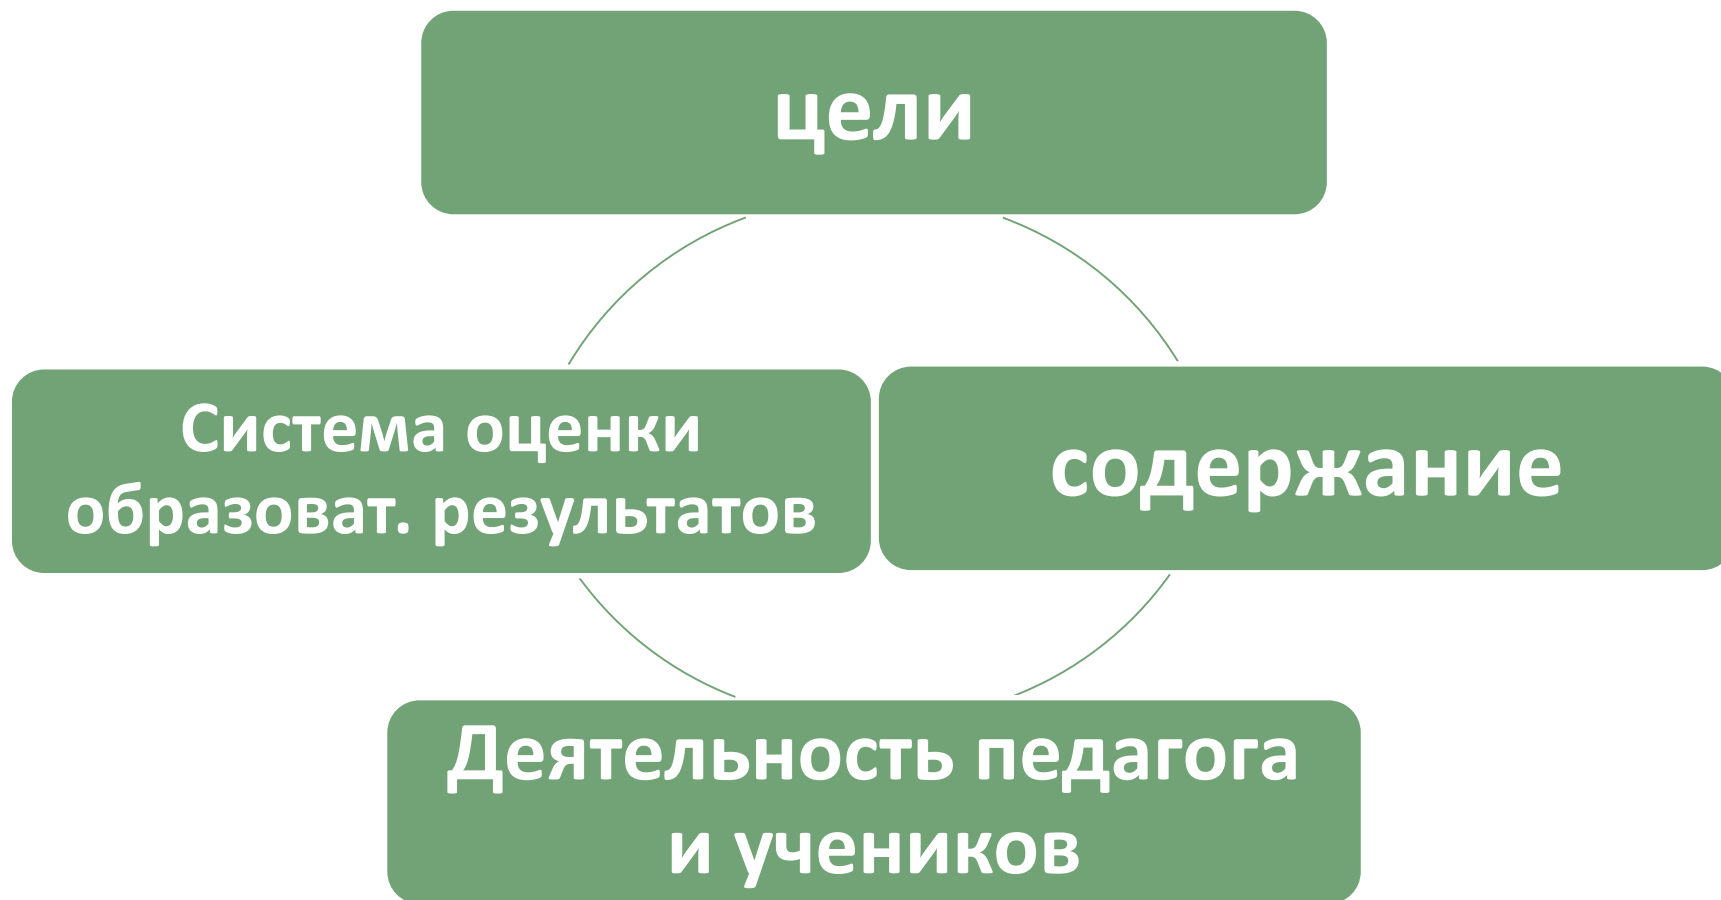 цели
Система оценки
образоват. результатов
содержание
Деятельность педагога
и учеников